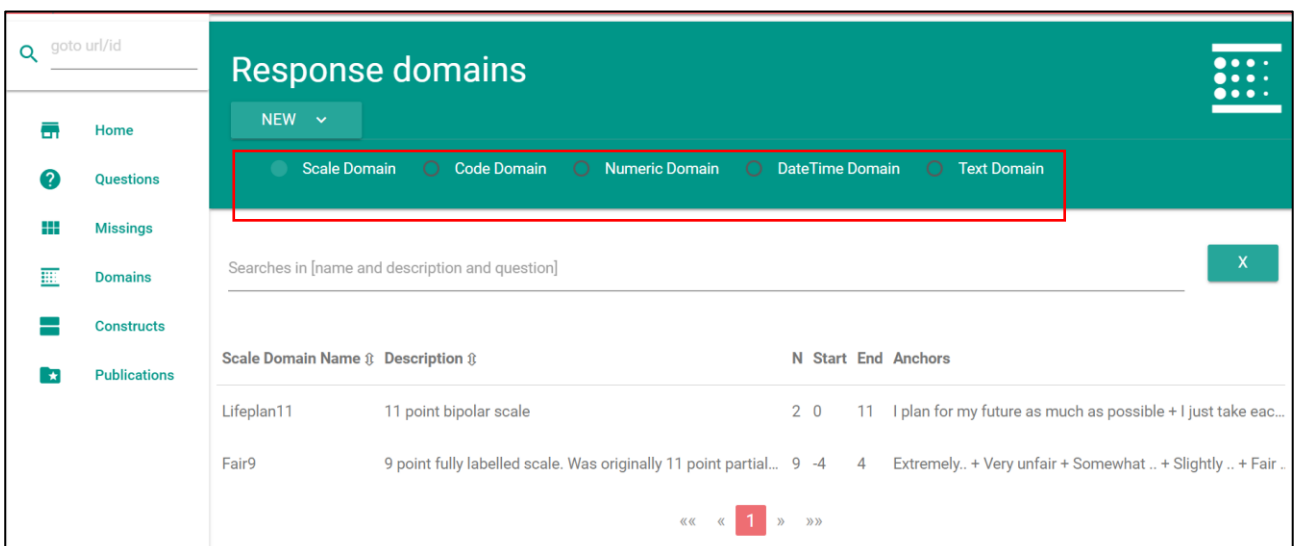 goto url/id
Home
Questions
Missings
Domains
Constructs
Publications
Response domains
NEW
Scale Domain Code Domain Numeric Domain DateTime Domain Text Domain
Searches in [name and description and question]
X
Scale Domain Name ⇳ Description ⇳ N Start End Anchors
Lifeplan11 11 point bipolar scale 2 0 11 I plan for my future as much as possible + I just take eac...
Fair9 9 point fully labelled scale. Was originally 11 point partial... 9 -4 4 Extremely.. + Very unfair + Somewhat .. + Slightly .. + Fair ..
«« « 1 » »»